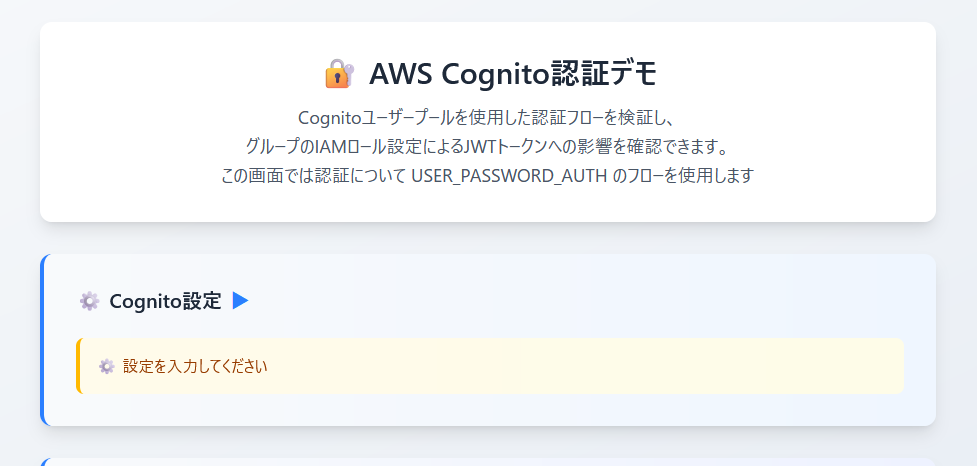 AWS Cognito認証デモ
Cognitoユーザープールを使用した認証フローを検証し、
グループのIAMロール設定によるJWTトークンへの影響を確認できます。
この画面では認証について USER_PASSWORD_AUTH のフローを使用します
Cognito設定
設定を入力してください